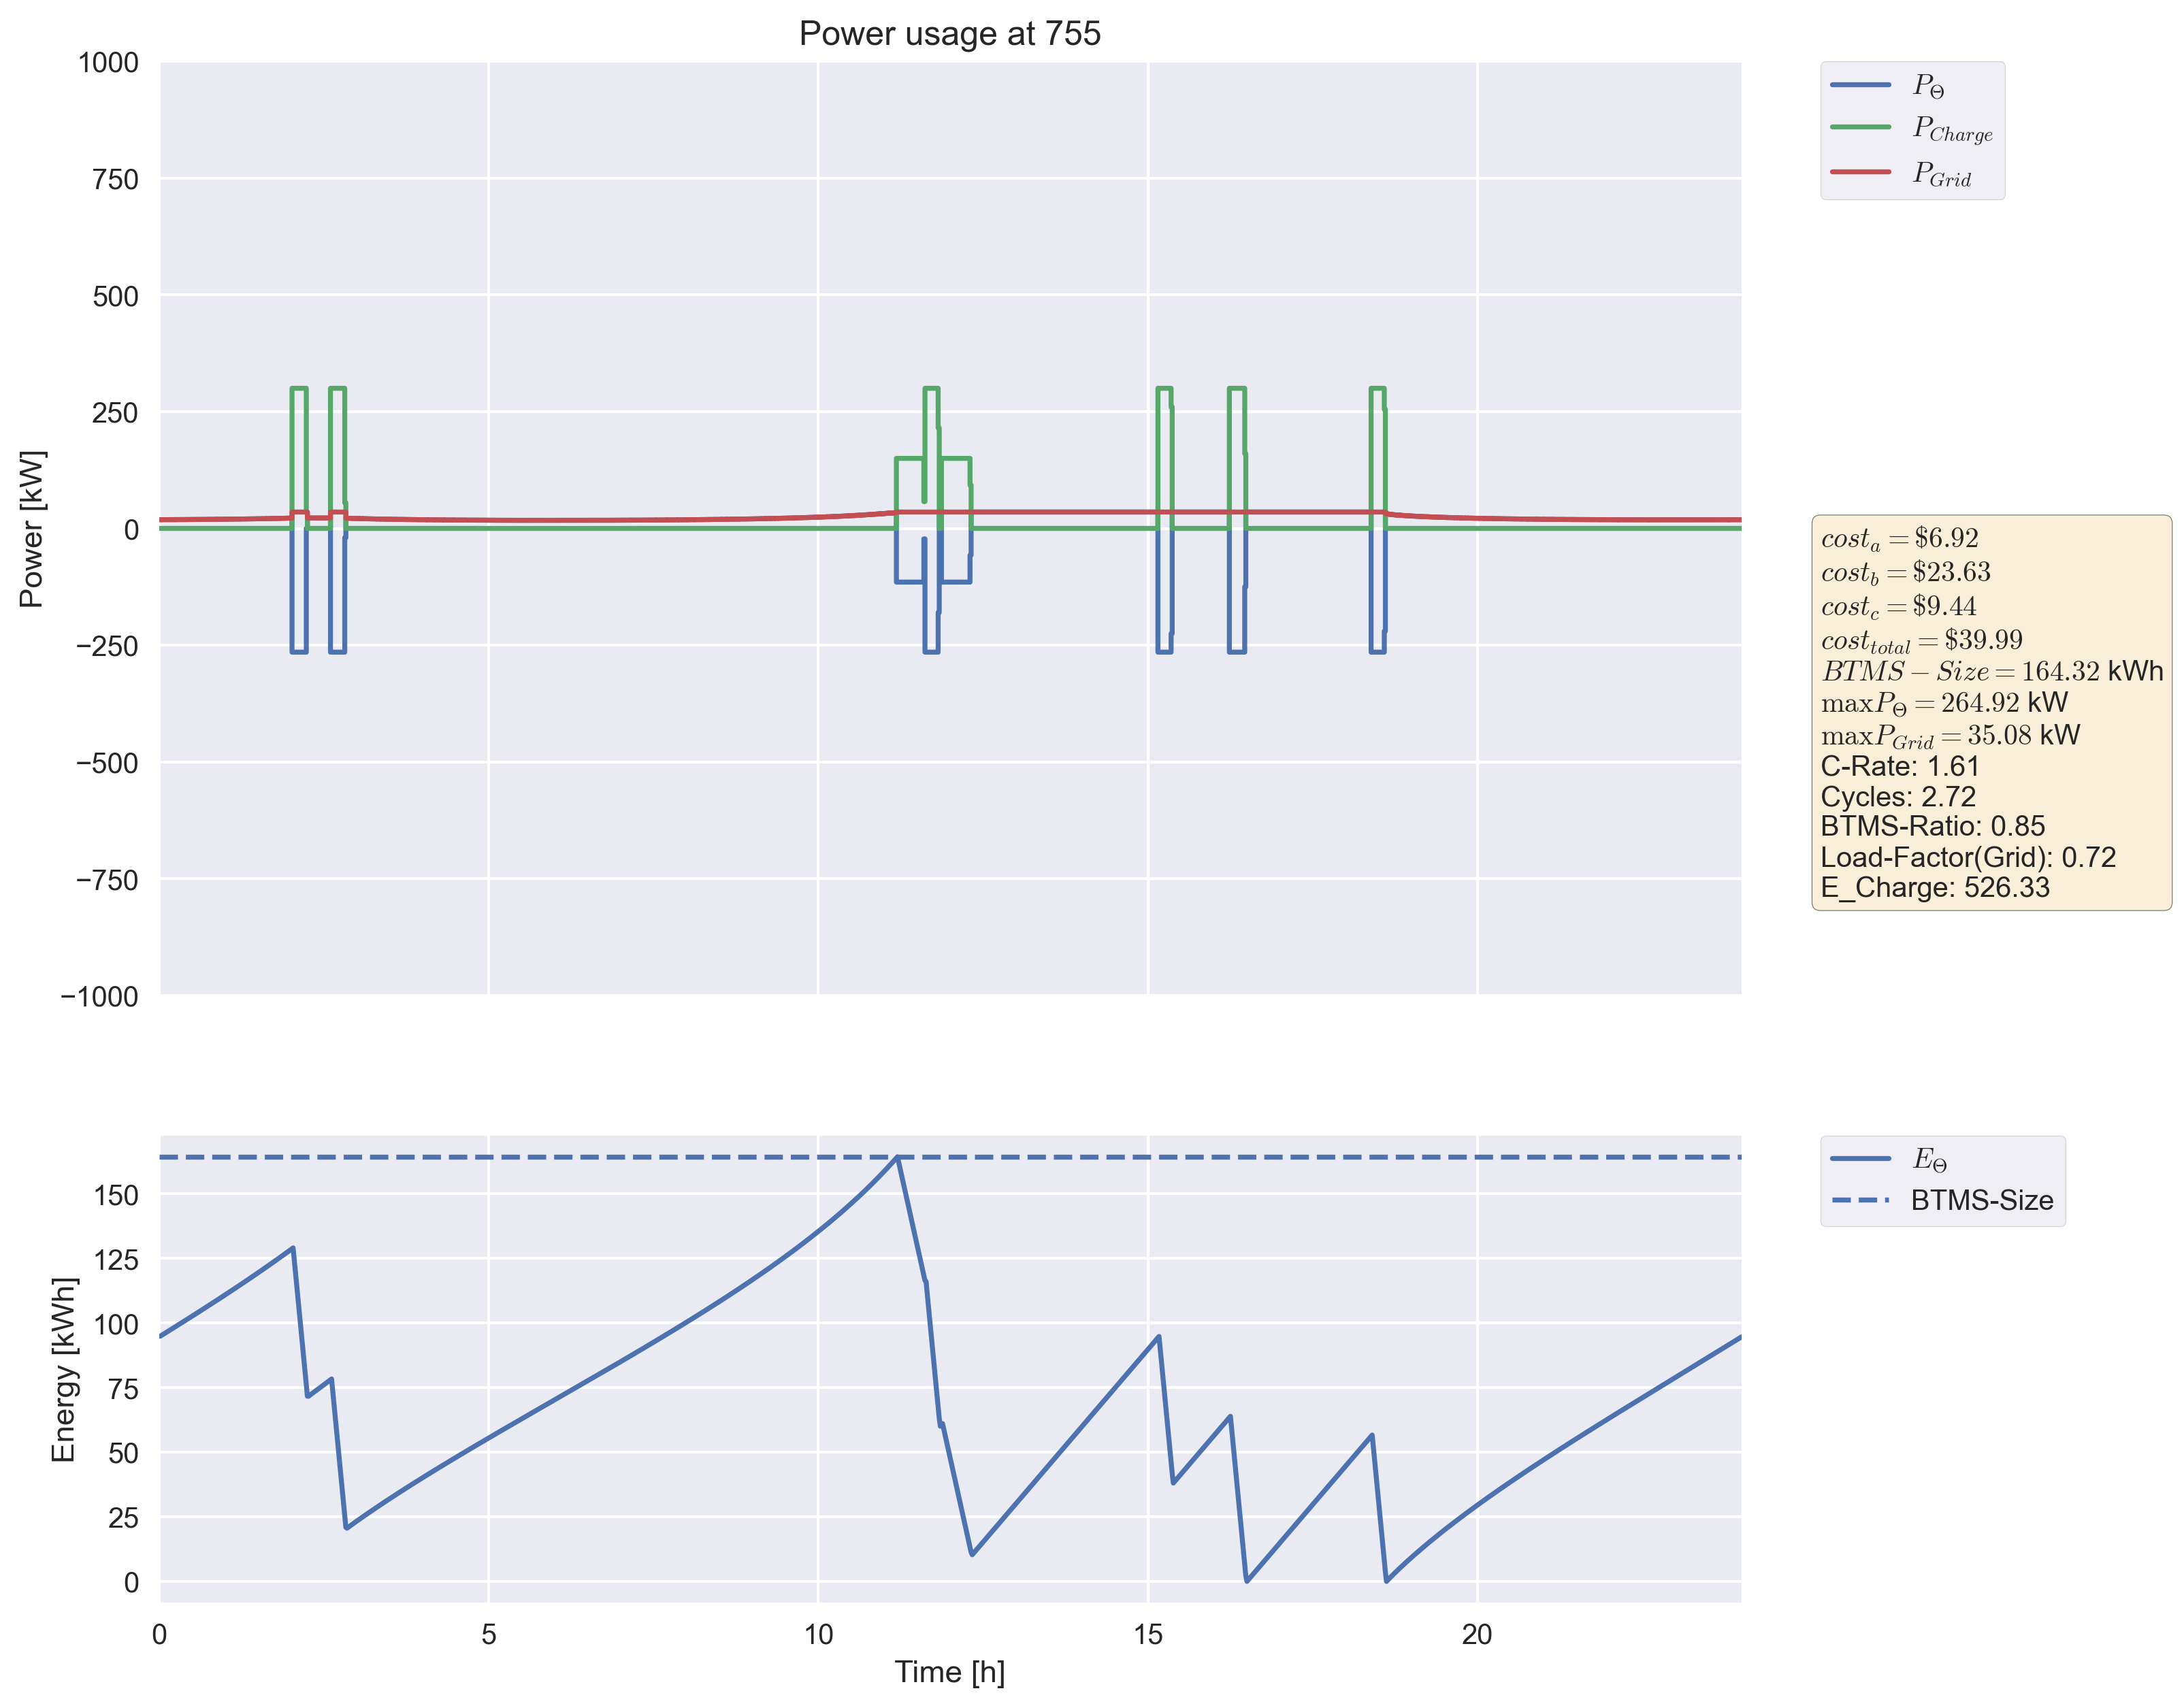 Power usage at 755
1000
750
500
250
0
−250
−500
−750
−1000
Power [kW]
P_Θ
P_Charge
P_Grid
cost_a = $6.92
cost_b = $23.63
cost_c = $9.44
cost_total = $39.99
BTMS − Size = 164.32 kWh
maxP_Θ = 264.92 kW
maxP_Grid = 35.08 kW
C-Rate: 1.61
Cycles: 2.72
BTMS-Ratio: 0.85
Load-Factor(Grid): 0.72
E_Charge: 526.33
150
125
100
75
50
25
0
Energy [kWh]
0 5 10 15 20
Time [h]
E_Θ
BTMS-Size